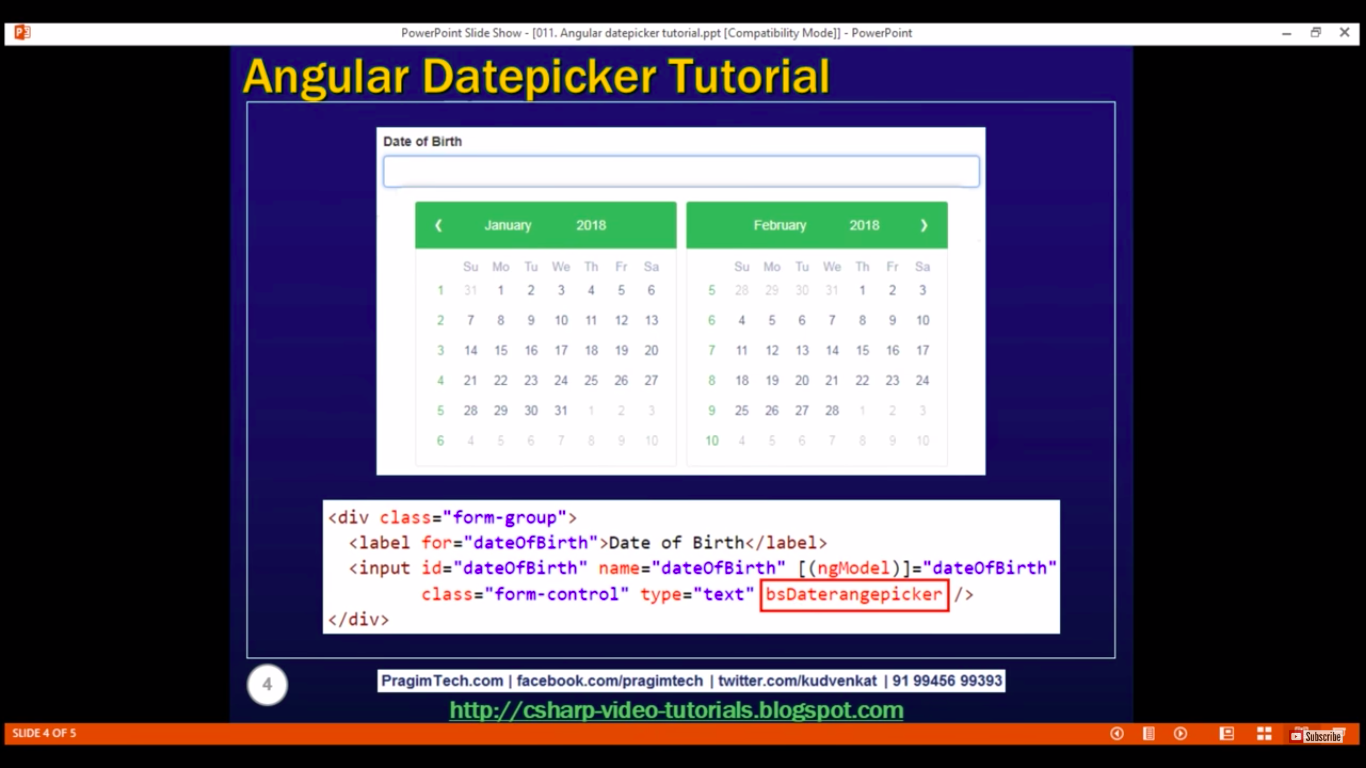 PowerPoint Slide Show - [011. Angular datepicker tutorial.ppt [Compatibility Mode]] - PowerPoint
Angular Datepicker Tutorial
Date of Birth
❮ January 2018
Su Mo Tu We Th Fr Sa
1 31 1 2 3 4 5 6
2 7 8 9 10 11 12 13
3 14 15 16 17 18 19 20
4 21 22 23 24 25 26 27
5 28 29 30 31 1 2 3
6 4 5 6 7 8 9 10
February 2018 ❯
Su Mo Tu We Th Fr Sa
5 28 29 30 31 1 2 3
6 4 5 6 7 8 9 10
7 11 12 13 14 15 16 17
8 18 19 20 21 22 23 24
9 25 26 27 28 1 2 3
10 4 5 6 7 8 9 10
<div class="form-group">
<label for="dateOfBirth">Date of Birth</label>
<input id="dateOfBirth" name="dateOfBirth" [(ngModel)]="dateOfBirth"
class="form-control" type="text" bsDaterangepicker />
</div>
4
PragimTech.com | facebook.com/pragimtech | twitter.com/kudvenkat | 91 99456 99393
http://csharp-video-tutorials.blogspot.com
SLIDE 4 OF 5
Subscribe